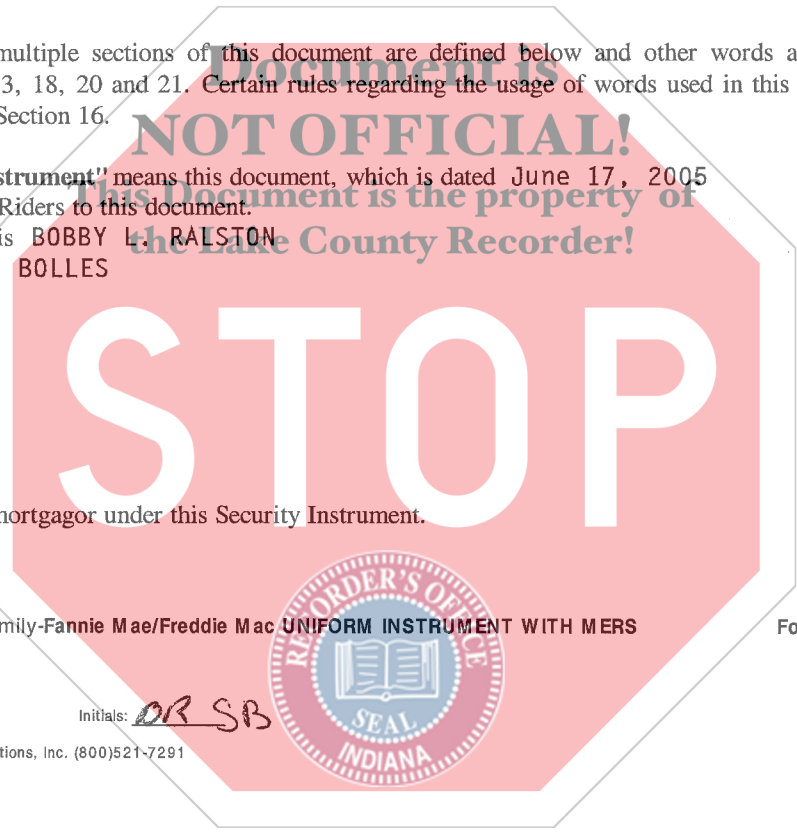 multiple sections of this document are defined below and other words a
Document is
3, 18, 20 and 21. Certain rules regarding the usage of words used in this
Section 16.
NOT OFFICIAL!
strument" means this document, which is dated June 17, 2005
This Document is the property of
Riders to this document.
is BOBBY L. RALSTON
the Lake County Recorder!
BOLLES
STOP
mortgagor under this Security Instrument.
RECORDER'S OFFICE
mily-Fannie Mae/Freddie Mac UNIFORM INSTRUMENT WITH MERS Fo
Initials: BR SB
SEAL
tions, Inc. (800)521-7291
INDIANA